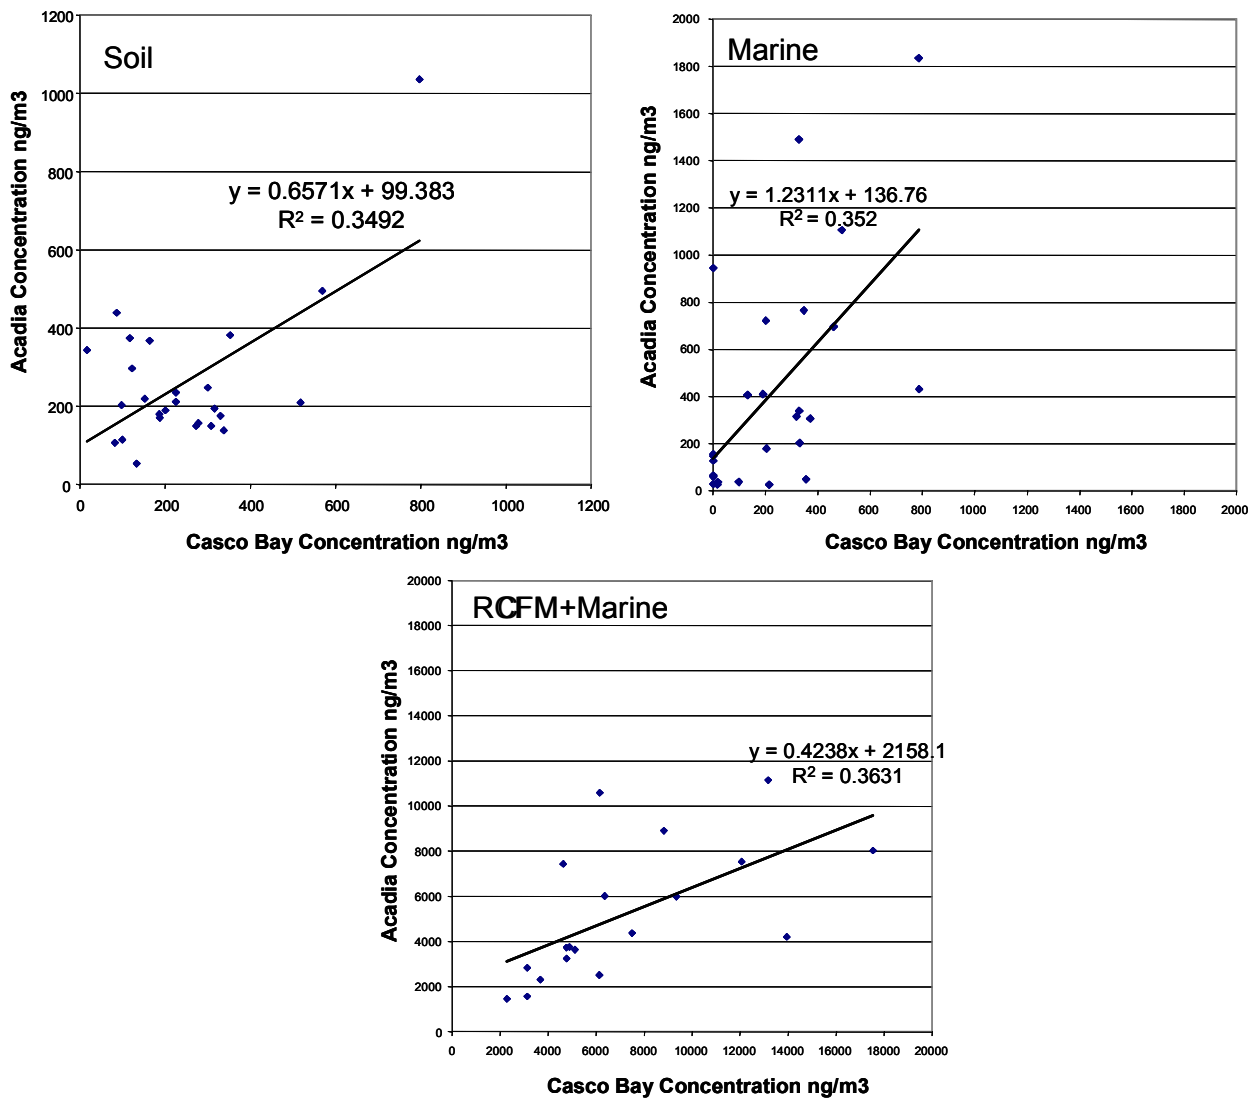 Soil
Acadia Concentration ng/m3
1200
1000
800
600
400
200
0
y = 0.6571x + 99.383
R² = 0.3492
0 200 400 600 800 1000 1200
Casco Bay Concentration ng/m3
Marine
Acadia Concentration ng/m3
2000
1800
1600
1400
1200
1000
800
600
400
200
0
y = 1.2311x + 136.76
R² = 0.352
0 200 400 600 800 1000 1200 1400 1600 1800 2000
Casco Bay Concentration ng/m3
RCFM+Marine
Acadia Concentration ng/m3
20000
18000
16000
14000
12000
10000
8000
6000
4000
2000
0
y = 0.4238x + 2158.1
R² = 0.3631
0 2000 4000 6000 8000 10000 12000 14000 16000 18000 20000
Casco Bay Concentration ng/m3